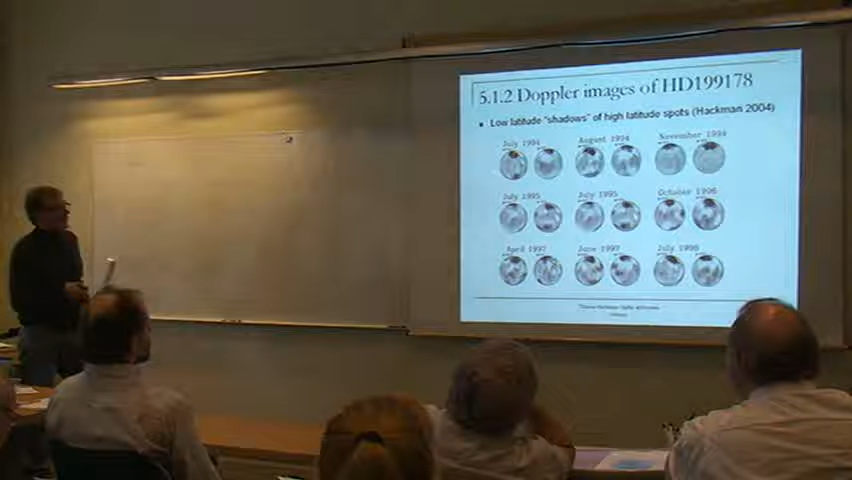 5.1.2 Doppler images of HD199178
Low latitude "shadows" of high latitude spots (Hackman 2004)
July 1994 August 1994 November 1994
July 1995 July 1995 October 1996
April 1997 June 1997 July 1998